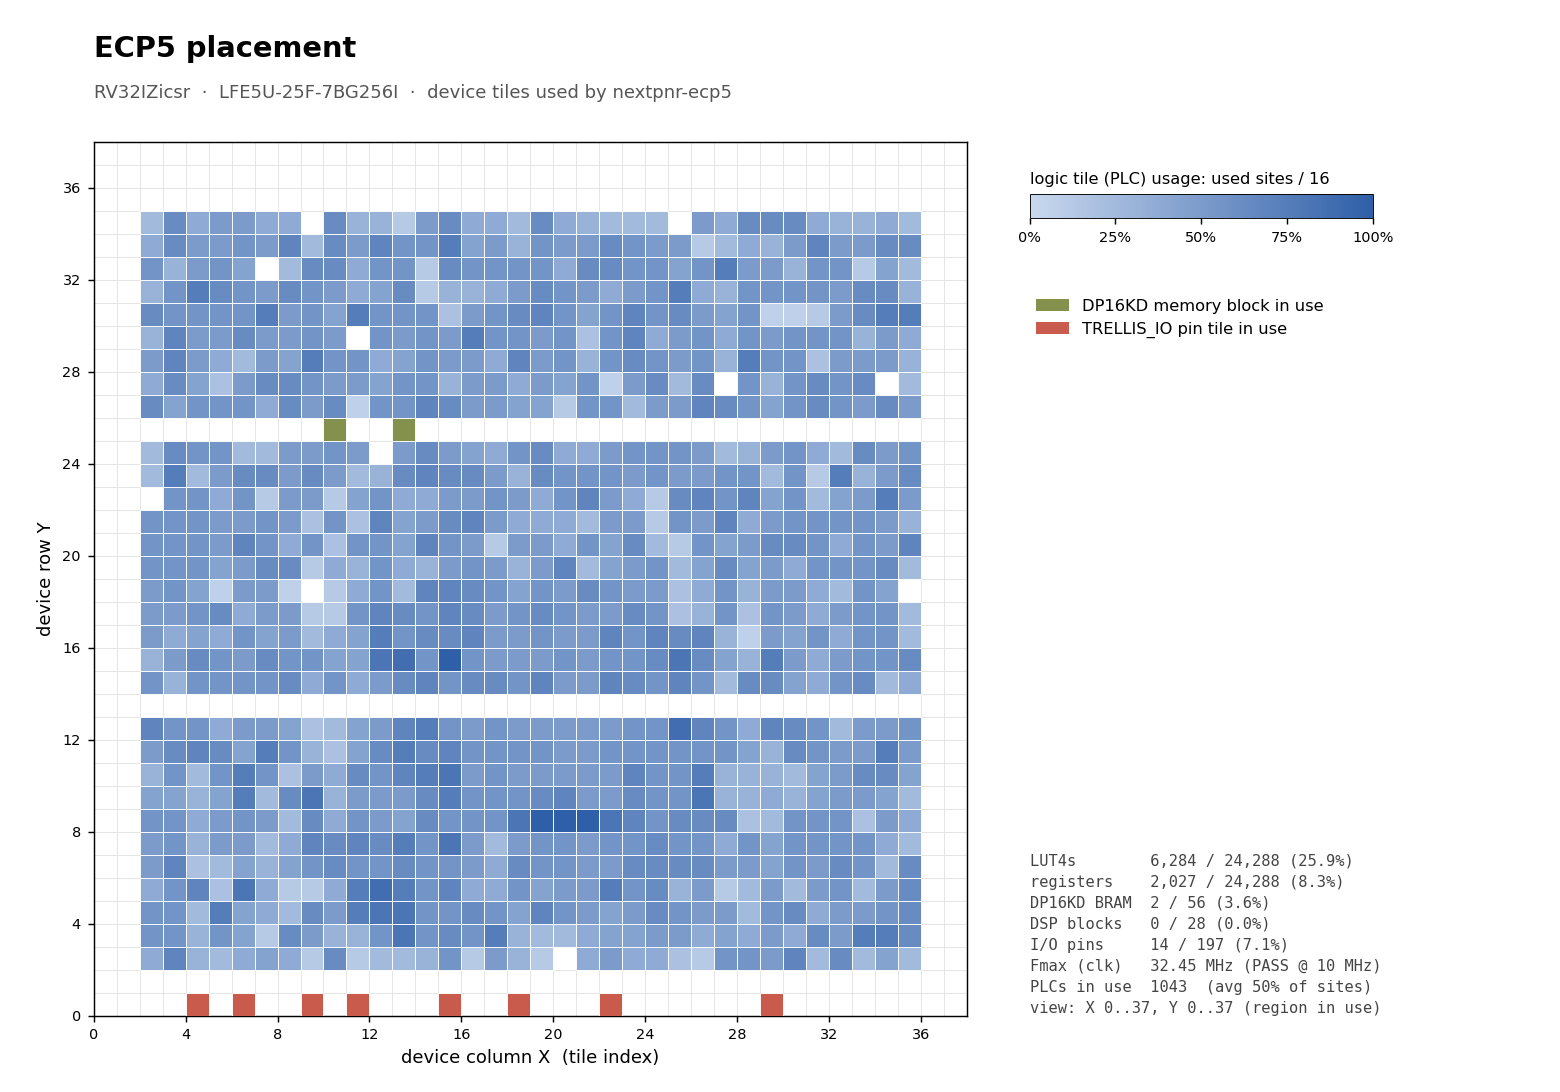 ECP5 placement
RV32IZicsr · LFE5U-25F-7BG256I · device tiles used by nextpnr-ecp5
logic tile (PLC) usage: used sites / 16
0% 25% 50% 75% 100%
DP16KD memory block in use
TRELLIS_IO pin tile in use
device row Y
36
32
28
24
20
16
12
8
4
0
0 4 8 12 16 20 24 28 32 36
device column X (tile index)
LUT4s 6,284 / 24,288 (25.9%)
registers 2,027 / 24,288 (8.3%)
DP16KD BRAM 2 / 56 (3.6%)
DSP blocks 0 / 28 (0.0%)
I/O pins 14 / 197 (7.1%)
Fmax (clk) 32.45 MHz (PASS @ 10 MHz)
PLCs in use 1043 (avg 50% of sites)
view: X 0..37, Y 0..37 (region in use)